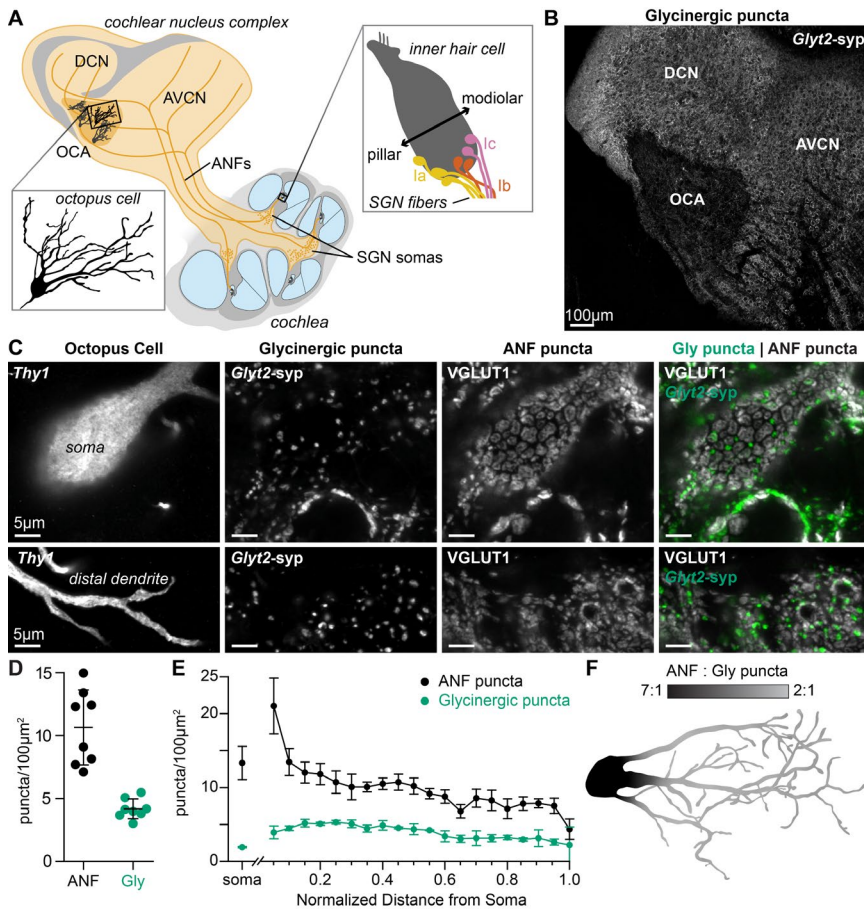 A
cochlear nucleus complex
DCN
AVCN
OCA
ANFs
octopus cell
inner hair cell
modiolar
pillar
Ia
Ib
Ic
SGN fibers
SGN somas
cochlea
B
Glycinergic puncta
Glyt2-syp
DCN
AVCN
OCA
100µm
C
Octopus Cell
Glycinergic puncta
ANF puncta
Gly puncta | ANF puncta
Thy1
soma
5µm
Glyt2-syp
VGLUT1
VGLUT1
Glyt2-syp
Thy1
distal dendrite
5µm
Glyt2-syp
VGLUT1
VGLUT1
Glyt2-syp
D
puncta/100µm²
15
10
5
0
ANF
Gly
E
puncta/100µm²
25
20
15
10
5
0
ANF puncta
Glycinergic puncta
soma
0.2
0.4
0.6
0.8
1.0
Normalized Distance from Soma
F
ANF : Gly puncta
7:1
2:1